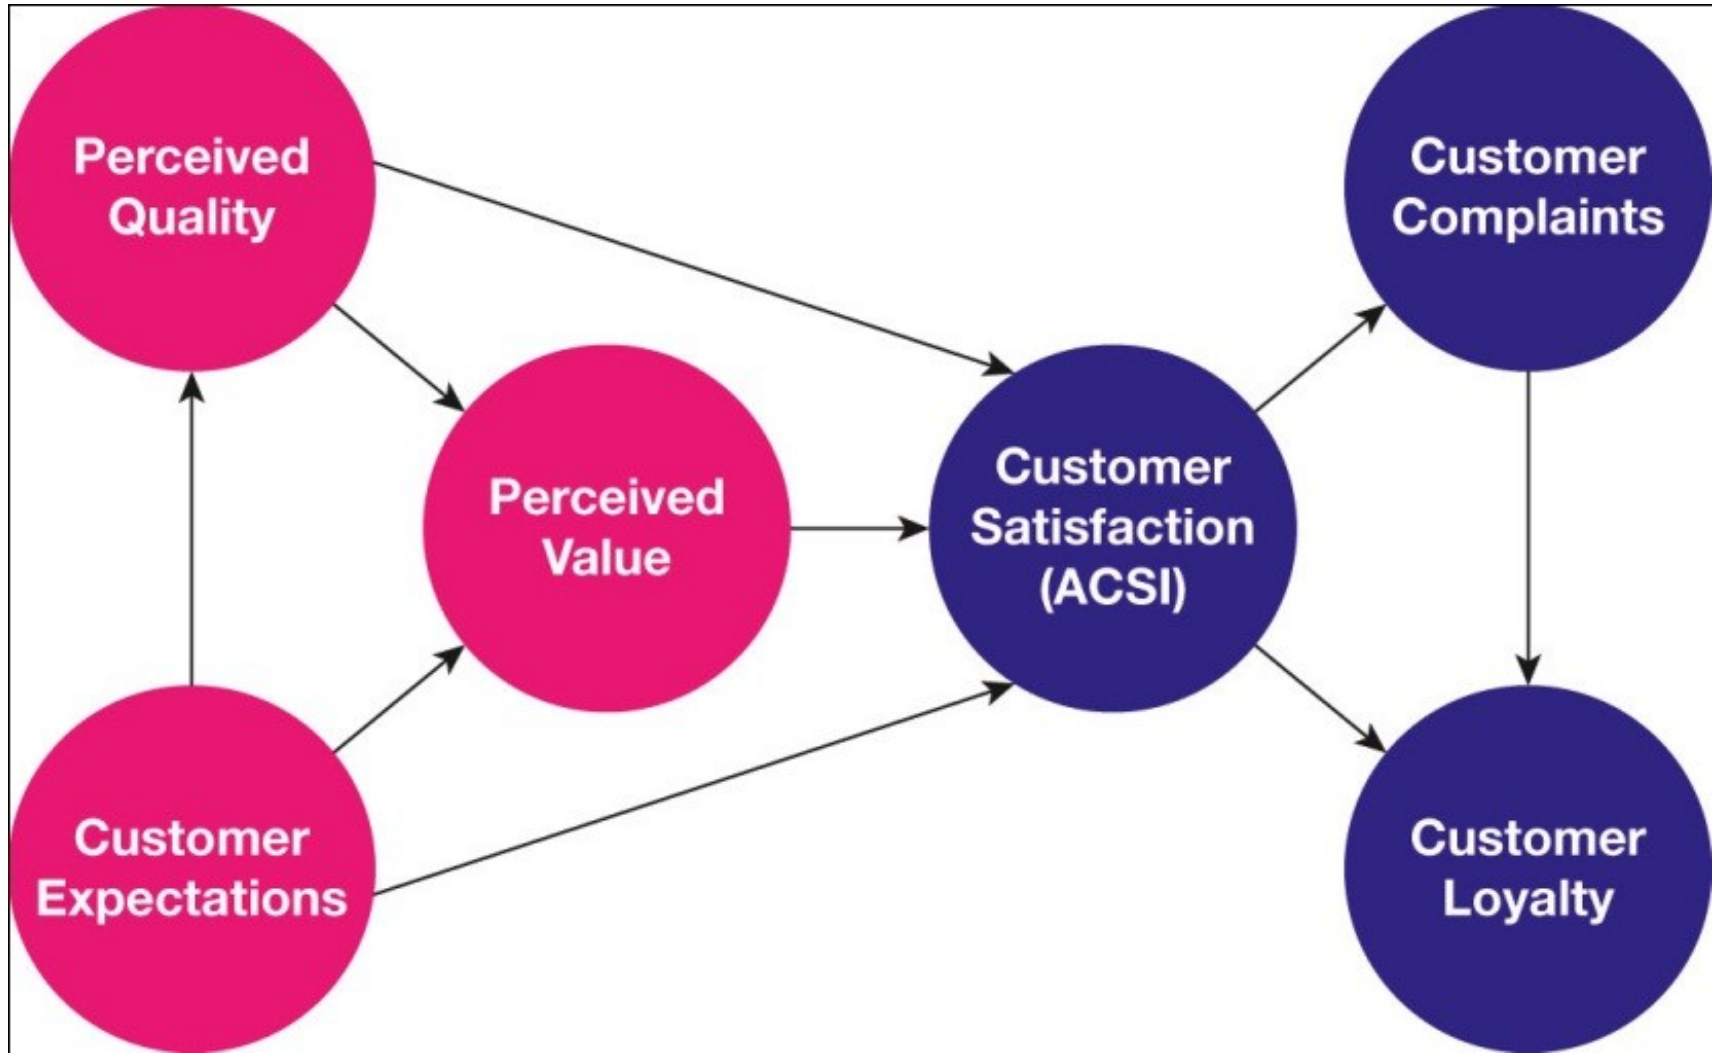 Perceived
Quality
Customer
Complaints
Perceived
Value
Customer
Satisfaction
(ACSI)
Customer
Expectations
Customer
Loyalty